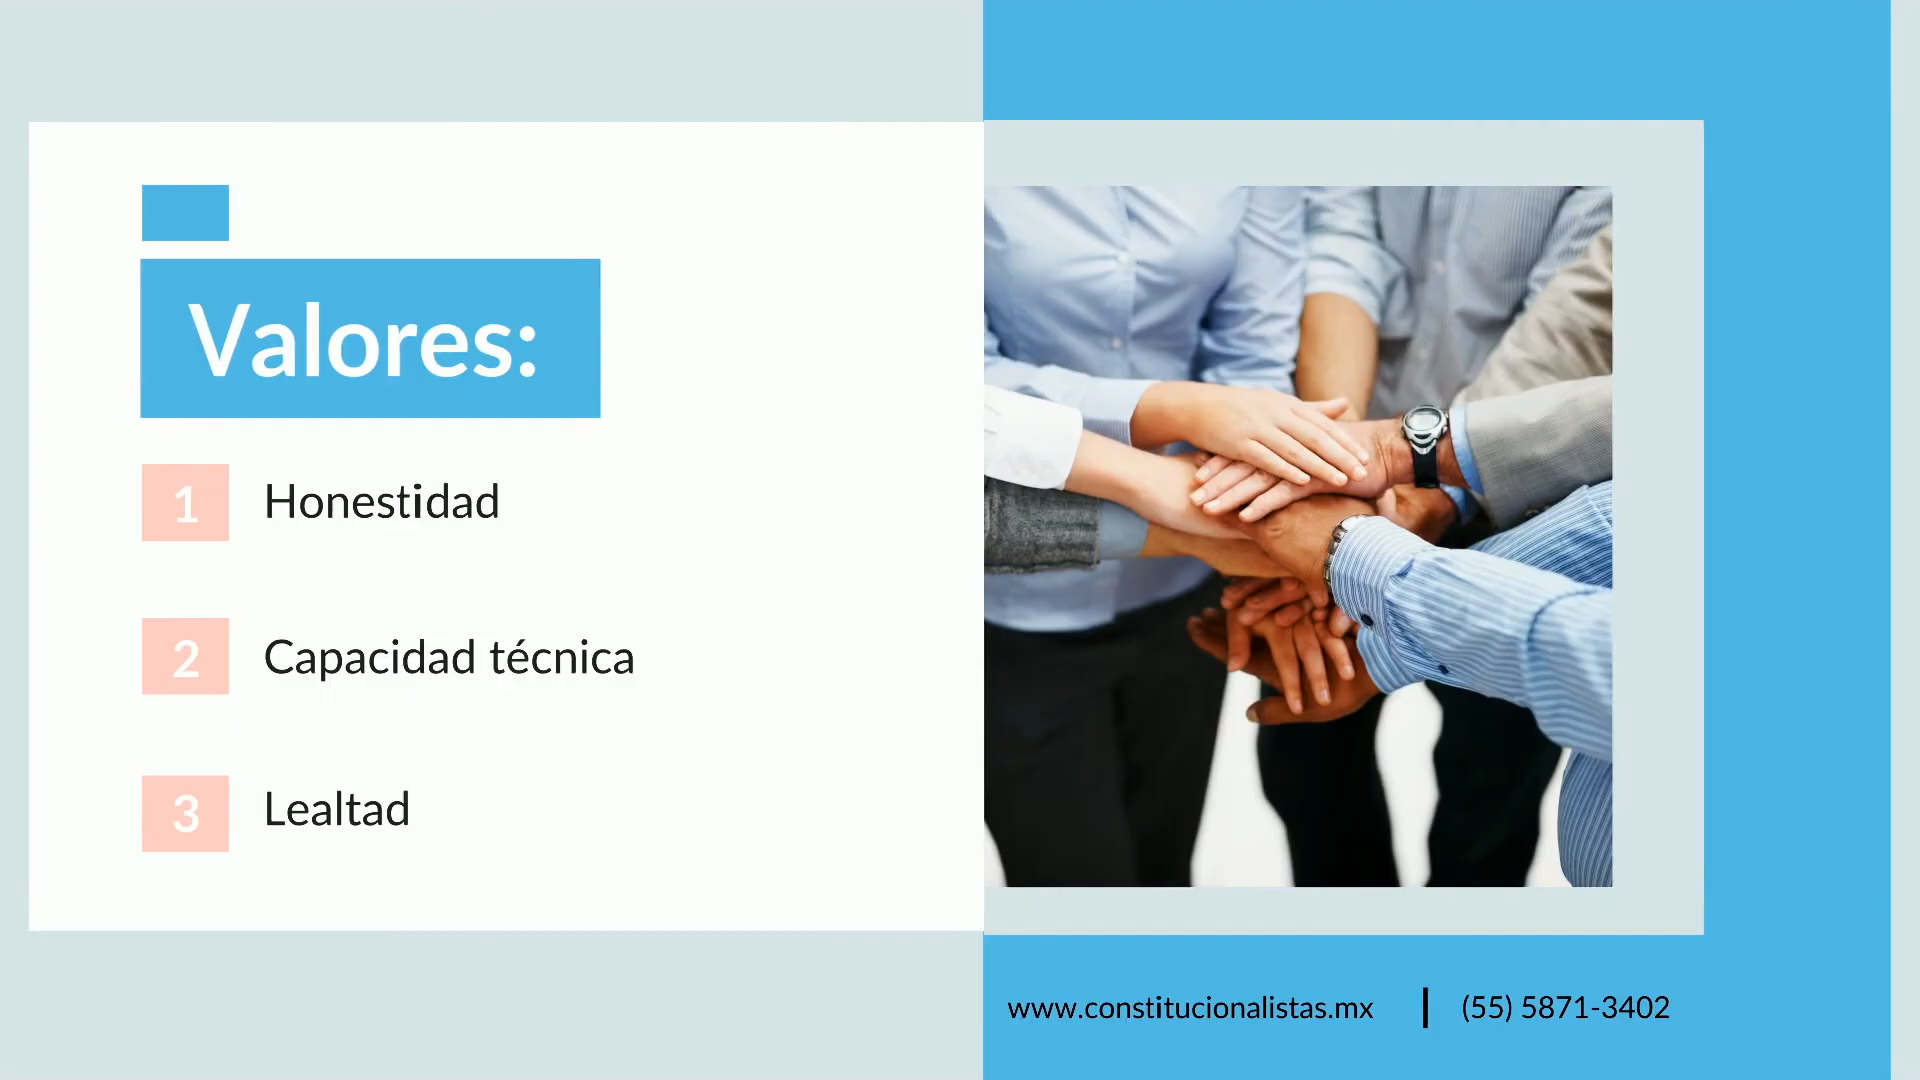 Valores:
1 Honestidad
2 Capacidad técnica
3 Lealtad
www.constitucionalistas.mx | (55) 5871-3402